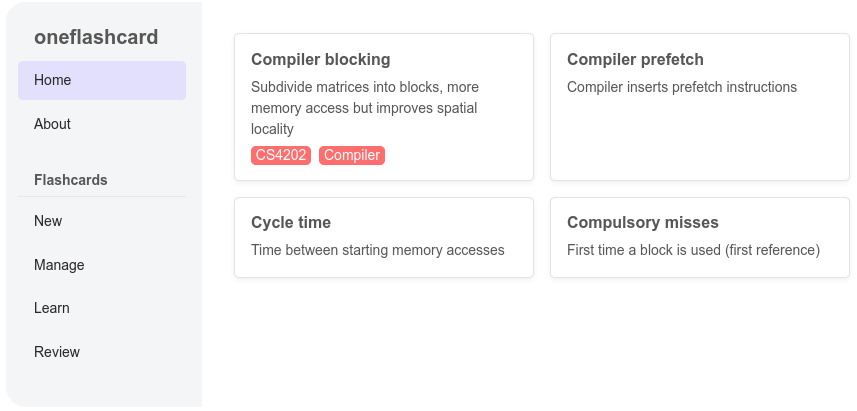 oneflashcard
Home
About
Flashcards
New
Manage
Learn
Review
Compiler blocking
Subdivide matrices into blocks, more
memory access but improves spatial
locality
CS4202 Compiler
Compiler prefetch
Compiler inserts prefetch instructions
Cycle time
Time between starting memory accesses
Compulsory misses
First time a block is used (first reference)